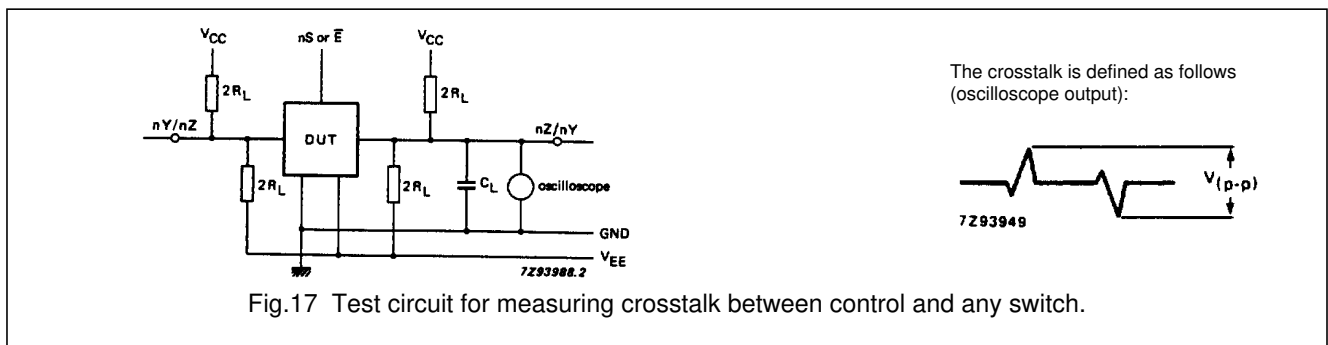 V_CC
nS or E̅
V_CC
2R_L
2R_L
nY/nZ
DUT
nZ/nY
2R_L
2R_L
C_L
oscilloscope
GND
V_EE
7Z93988.2
The crosstalk is defined as follows
(oscilloscope output):
V_(p-p)
7Z93949
Fig.17 Test circuit for measuring crosstalk between control and any switch.